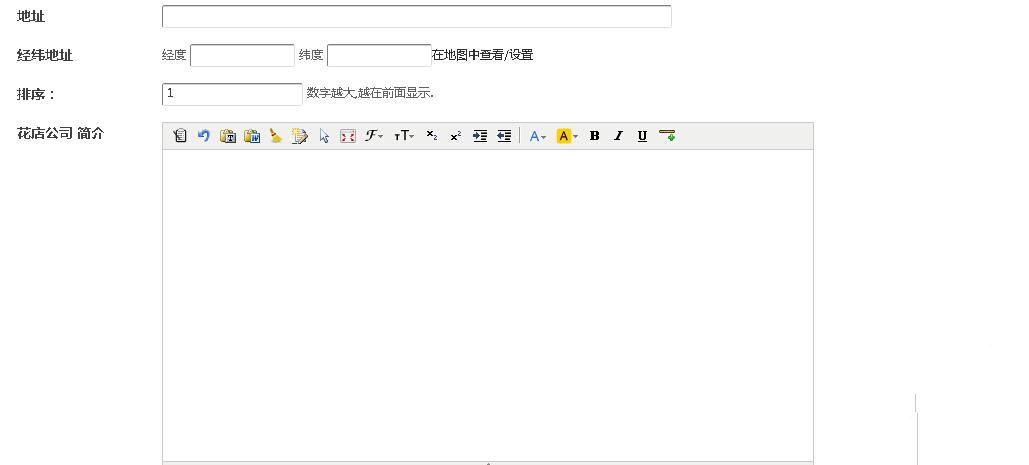 地址
经纬地址 经度 纬度 在地图中查看/设置
排序： 1 数字越大,越在前面显示.
花店公司 简介